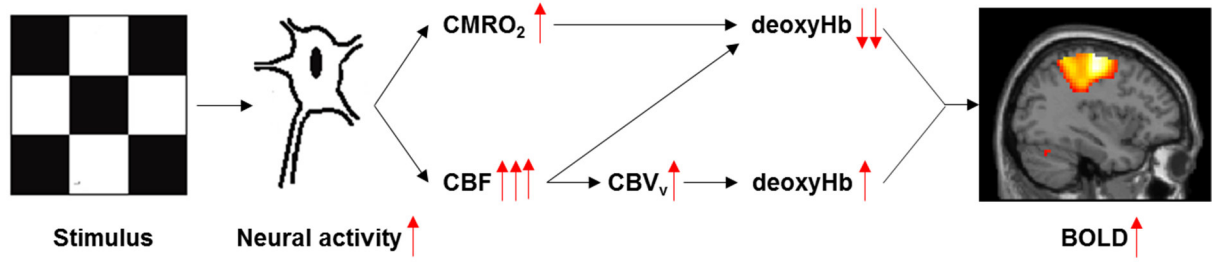 CMRO₂ deoxyHb
CBF CBVᵥ deoxyHb
Stimulus Neural activity BOLD